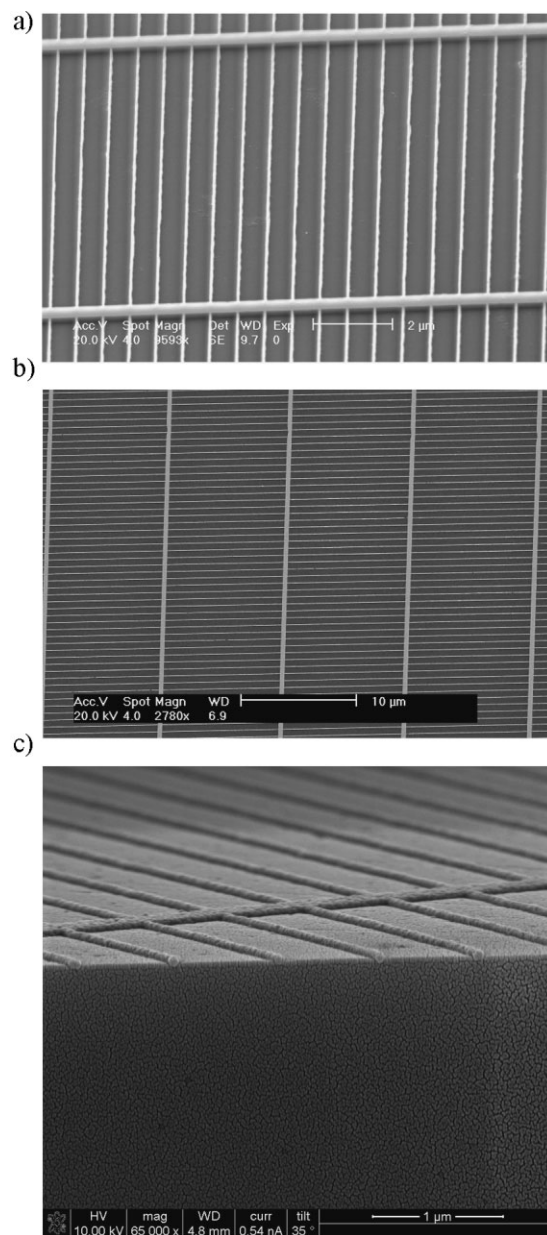 a)
Acc.V Spot Magn Det WD Exp
20.0 kV 4.0 9593x SE 9.7 0 2 µm
b)
Acc.V Spot Magn WD 10 µm
20.0 kV 4.0 2780x 6.9
c)
HV mag WD curr tilt 1 µm
10.00 kV 65 000 x 4.8 mm 0.54 nA 35°